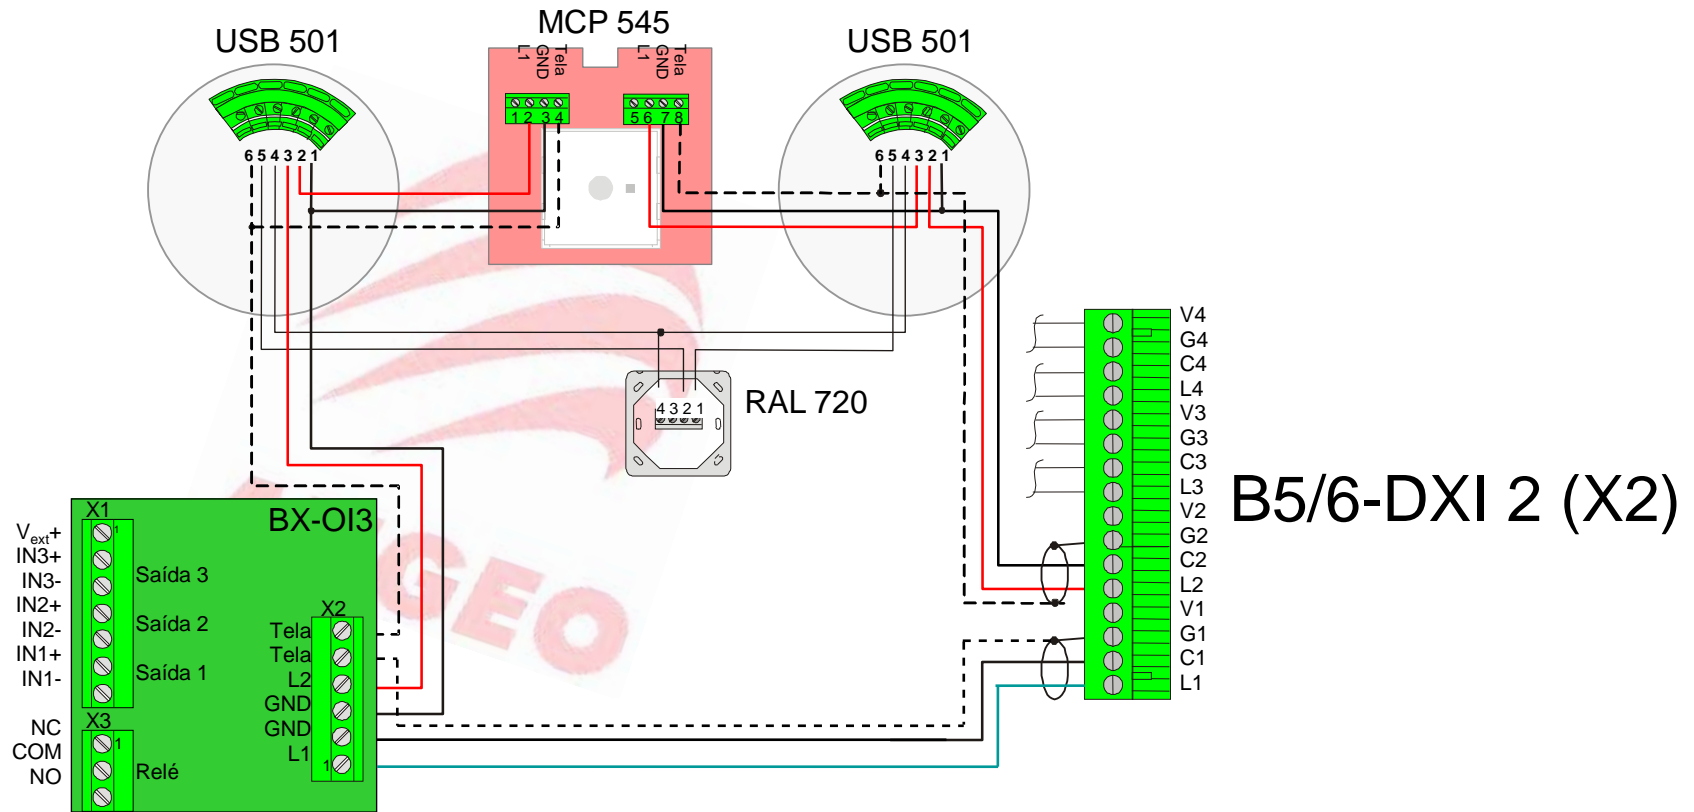 USB 501
MCP 545
USB 501
L1
GND
Tela
L1
GND
Tela
1 2 3 4
5 6 7 8
6 5 4 3 2 1
6 5 4 3 2 1
RAL 720
4 3 2 1
V4
G4
C4
L4
V3
G3
C3
L3
V2
G2
C2
L2
V1
G1
C1
L1
B5/6-DXI 2 (X2)
BX-OI3
X1
1
Vext+
IN3+
IN3-
IN2+
IN2-
IN1+
IN1-
Saída 3
Saída 2
Saída 1
X2
Tela
Tela
L2
GND
GND
L1
1
X3
1
NC
COM
NO
Relé
GEO